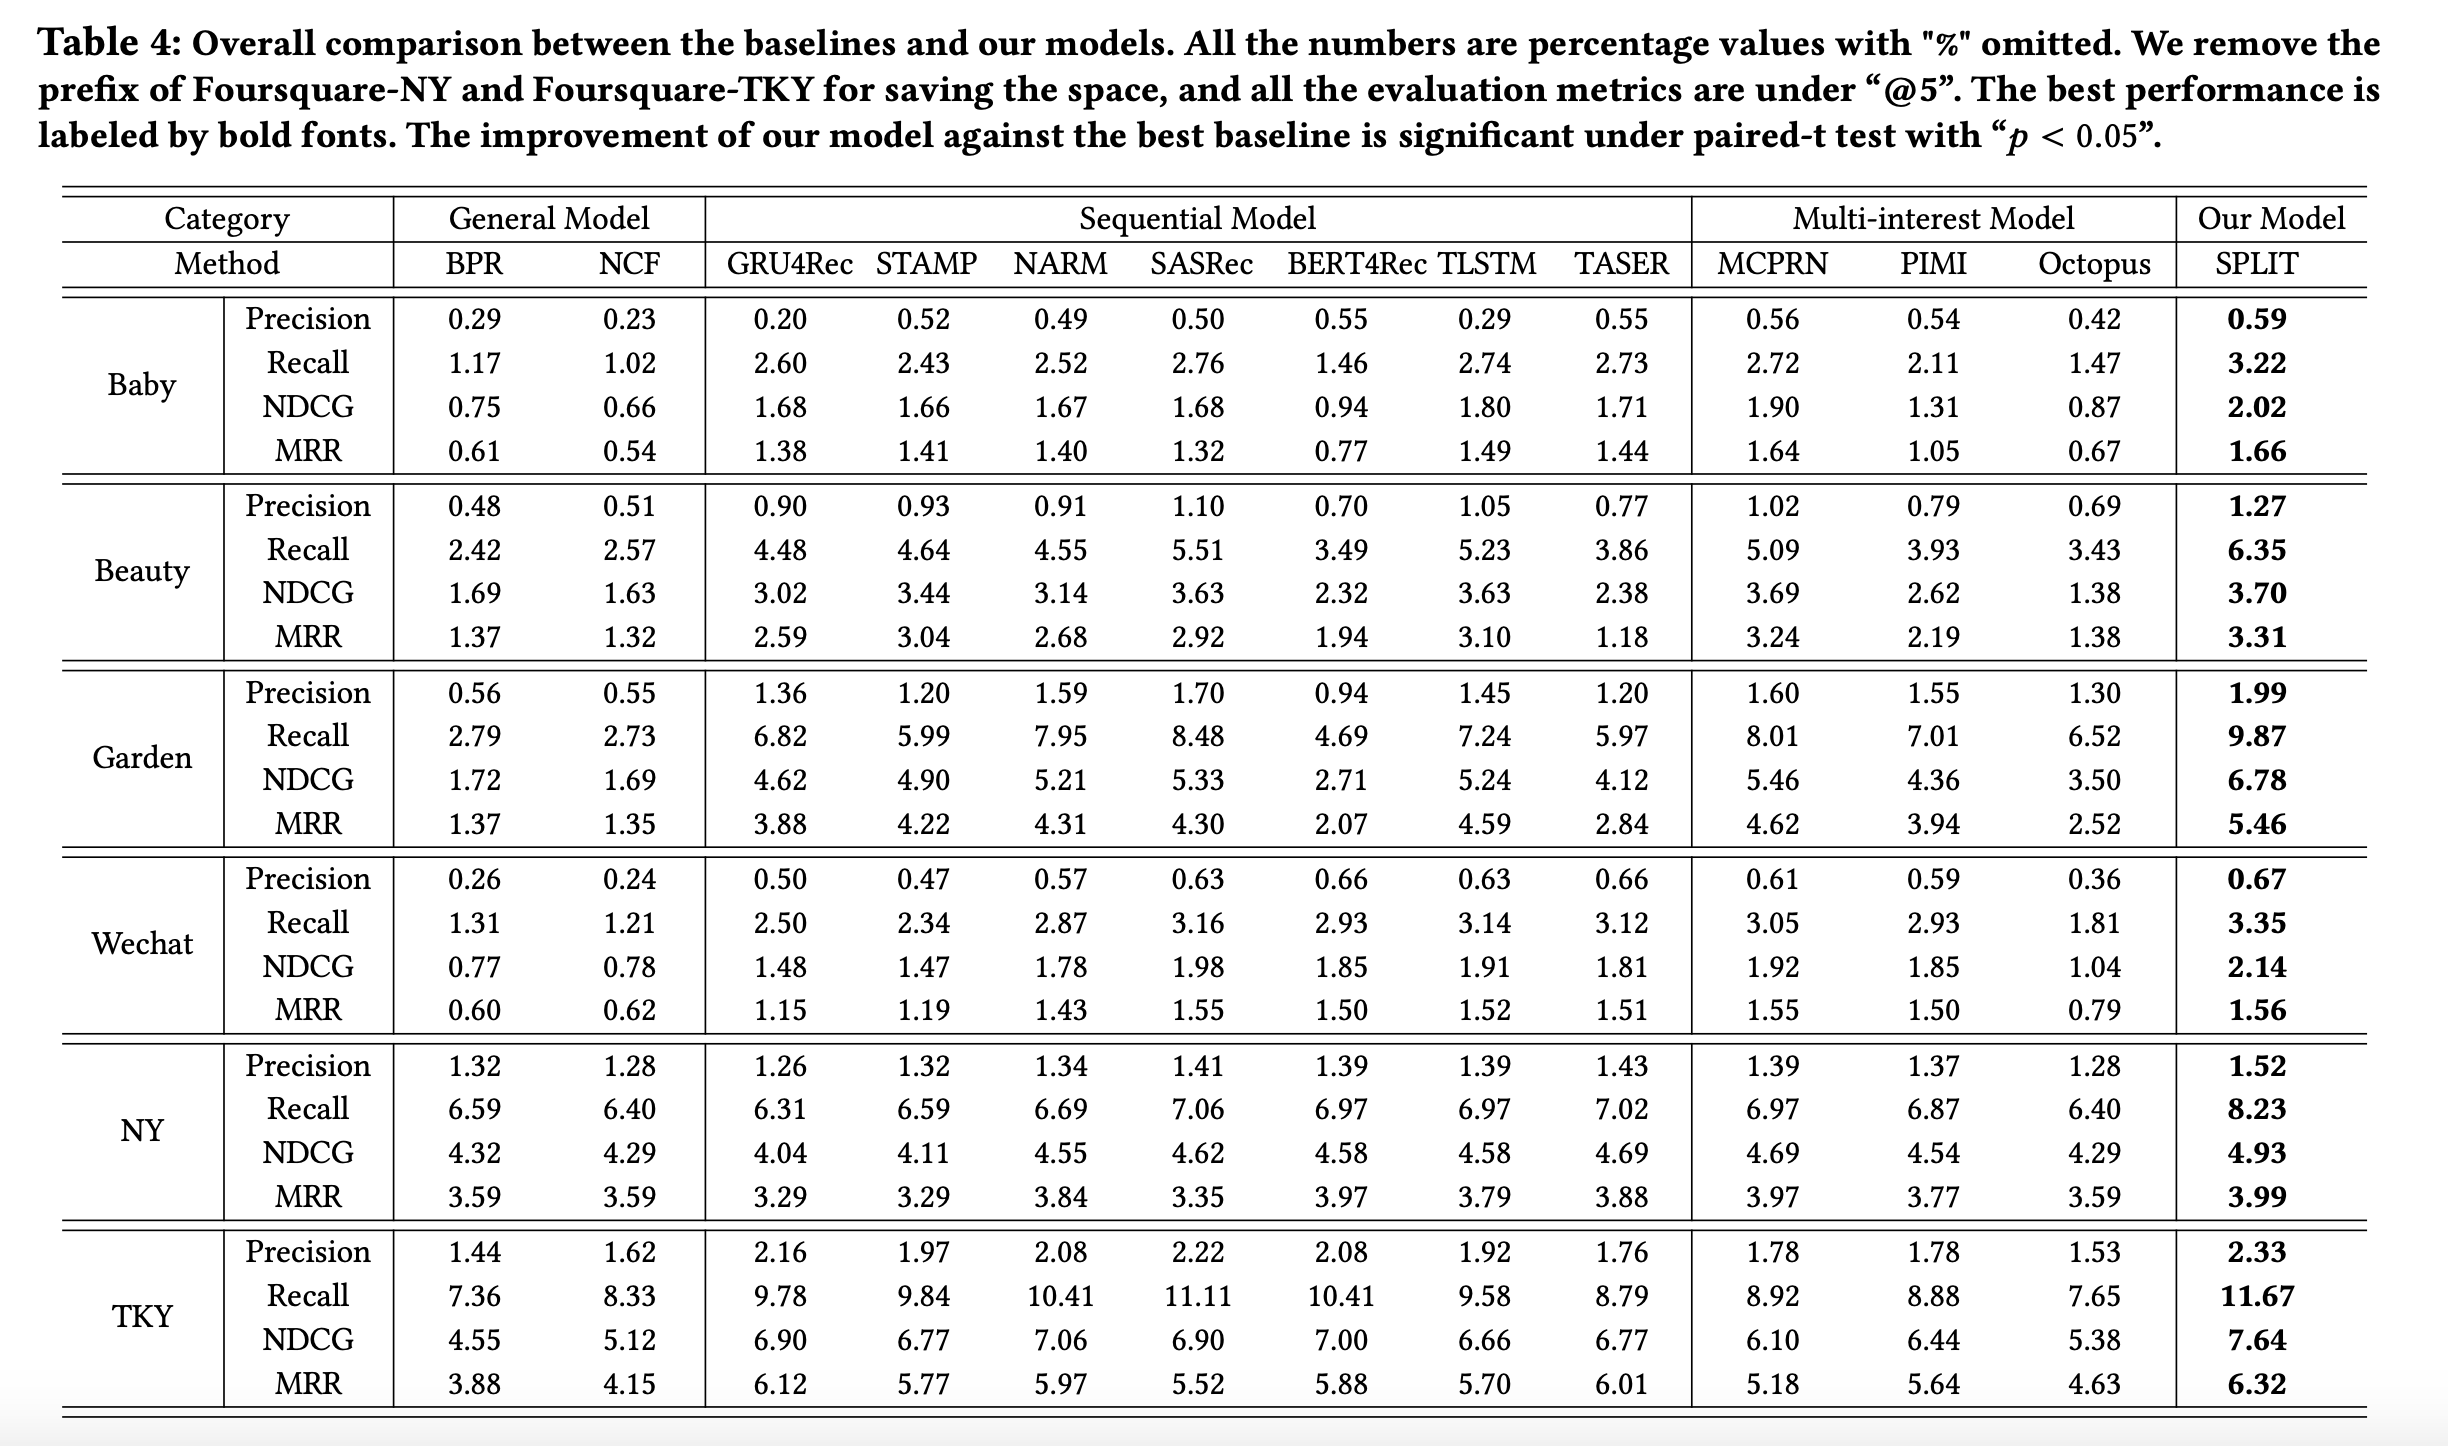 Table 4: Overall comparison between the baselines and our models. All the numbers are percentage values with "%" omitted. We remove the
prefix of Foursquare-NY and Foursquare-TKY for saving the space, and all the evaluation metrics are under “@5”. The best performance is
labeled by bold fonts. The improvement of our model against the best baseline is significant under paired-t test with “p < 0.05”.
Category General Model Sequential Model Multi-interest Model Our Model
Method BPR NCF GRU4Rec STAMP NARM SASRec BERT4Rec TLSTM TASER MCPRN PIMI Octopus SPLIT
Baby
Precision 0.29 0.23 0.20 0.52 0.49 0.50 0.55 0.29 0.55 0.56 0.54 0.42 0.59
Recall 1.17 1.02 2.60 2.43 2.52 2.76 1.46 2.74 2.73 2.72 2.11 1.47 3.22
NDCG 0.75 0.66 1.68 1.66 1.67 1.68 0.94 1.80 1.71 1.90 1.31 0.87 2.02
MRR 0.61 0.54 1.38 1.41 1.40 1.32 0.77 1.49 1.44 1.64 1.05 0.67 1.66
Beauty
Precision 0.48 0.51 0.90 0.93 0.91 1.10 0.70 1.05 0.77 1.02 0.79 0.69 1.27
Recall 2.42 2.57 4.48 4.64 4.55 5.51 3.49 5.23 3.86 5.09 3.93 3.43 6.35
NDCG 1.69 1.63 3.02 3.44 3.14 3.63 2.32 3.63 2.38 3.69 2.62 1.38 3.70
MRR 1.37 1.32 2.59 3.04 2.68 2.92 1.94 3.10 1.18 3.24 2.19 1.38 3.31
Garden
Precision 0.56 0.55 1.36 1.20 1.59 1.70 0.94 1.45 1.20 1.60 1.55 1.30 1.99
Recall 2.79 2.73 6.82 5.99 7.95 8.48 4.69 7.24 5.97 8.01 7.01 6.52 9.87
NDCG 1.72 1.69 4.62 4.90 5.21 5.33 2.71 5.24 4.12 5.46 4.36 3.50 6.78
MRR 1.37 1.35 3.88 4.22 4.31 4.30 2.07 4.59 2.84 4.62 3.94 2.52 5.46
Wechat
Precision 0.26 0.24 0.50 0.47 0.57 0.63 0.66 0.63 0.66 0.61 0.59 0.36 0.67
Recall 1.31 1.21 2.50 2.34 2.87 3.16 2.93 3.14 3.12 3.05 2.93 1.81 3.35
NDCG 0.77 0.78 1.48 1.47 1.78 1.98 1.85 1.91 1.81 1.92 1.85 1.04 2.14
MRR 0.60 0.62 1.15 1.19 1.43 1.55 1.50 1.52 1.51 1.55 1.50 0.79 1.56
NY
Precision 1.32 1.28 1.26 1.32 1.34 1.41 1.39 1.39 1.43 1.39 1.37 1.28 1.52
Recall 6.59 6.40 6.31 6.59 6.69 7.06 6.97 6.97 7.02 6.97 6.87 6.40 8.23
NDCG 4.32 4.29 4.04 4.11 4.55 4.62 4.58 4.58 4.69 4.69 4.54 4.29 4.93
MRR 3.59 3.59 3.29 3.29 3.84 3.35 3.97 3.79 3.88 3.97 3.77 3.59 3.99
TKY
Precision 1.44 1.62 2.16 1.97 2.08 2.22 2.08 1.92 1.76 1.78 1.78 1.53 2.33
Recall 7.36 8.33 9.78 9.84 10.41 11.11 10.41 9.58 8.79 8.92 8.88 7.65 11.67
NDCG 4.55 5.12 6.90 6.77 7.06 6.90 7.00 6.66 6.77 6.10 6.44 5.38 7.64
MRR 3.88 4.15 6.12 5.77 5.97 5.52 5.88 5.70 6.01 5.18 5.64 4.63 6.32